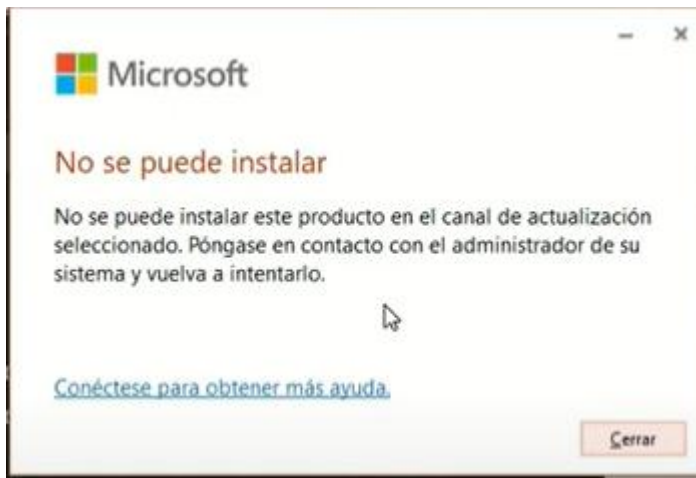 Microsoft
No se puede instalar
No se puede instalar este producto en el canal de actualización
seleccionado. Póngase en contacto con el administrador de su
sistema y vuelva a intentarlo.
Conéctese para obtener más ayuda.
Cerrar